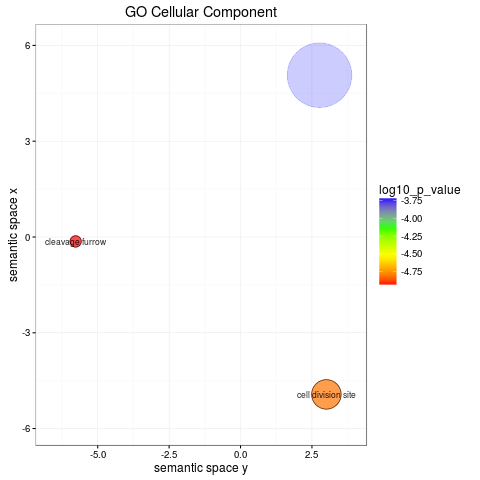 GO Cellular Component
6
3
0
-3
-6
semantic space x
cleavage furrow
cell division site
-5.0
-2.5
0.0
2.5
semantic space y
log10_p_value
-3.75
-4.00
-4.25
-4.50
-4.75